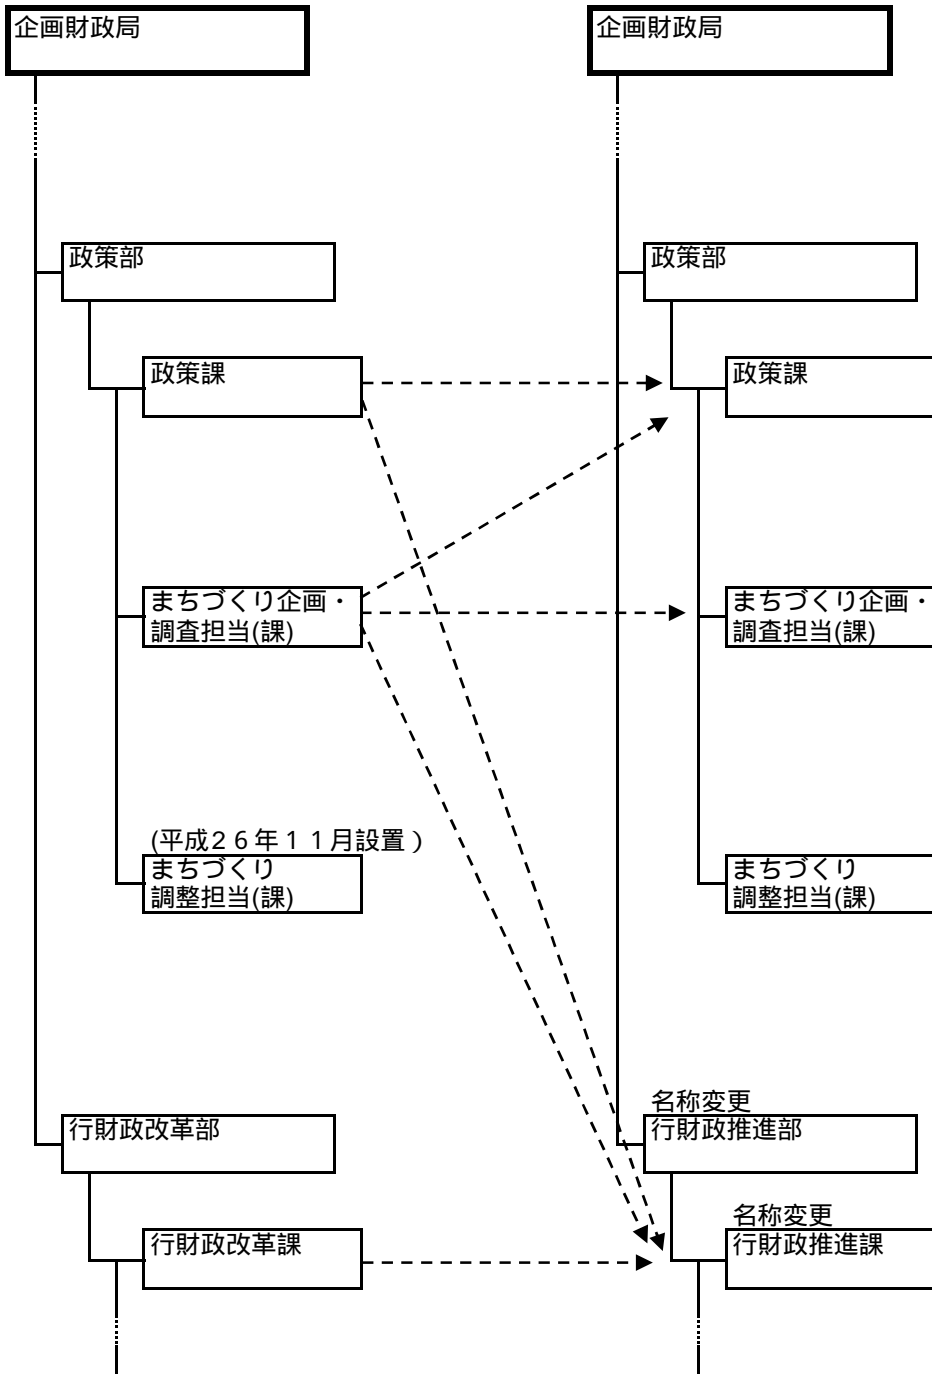 企画財政局
政策部
政策課
まちづくり企画・
調査担当(課)
(平成26年11月設置)
まちづくり
調整担当(課)
行財政改革部
行財政改革課
企画財政局
政策部
政策課
まちづくり企画・
調査担当(課)
まちづくり
調整担当(課)
名称変更
行財政推進部
名称変更
行財政推進課